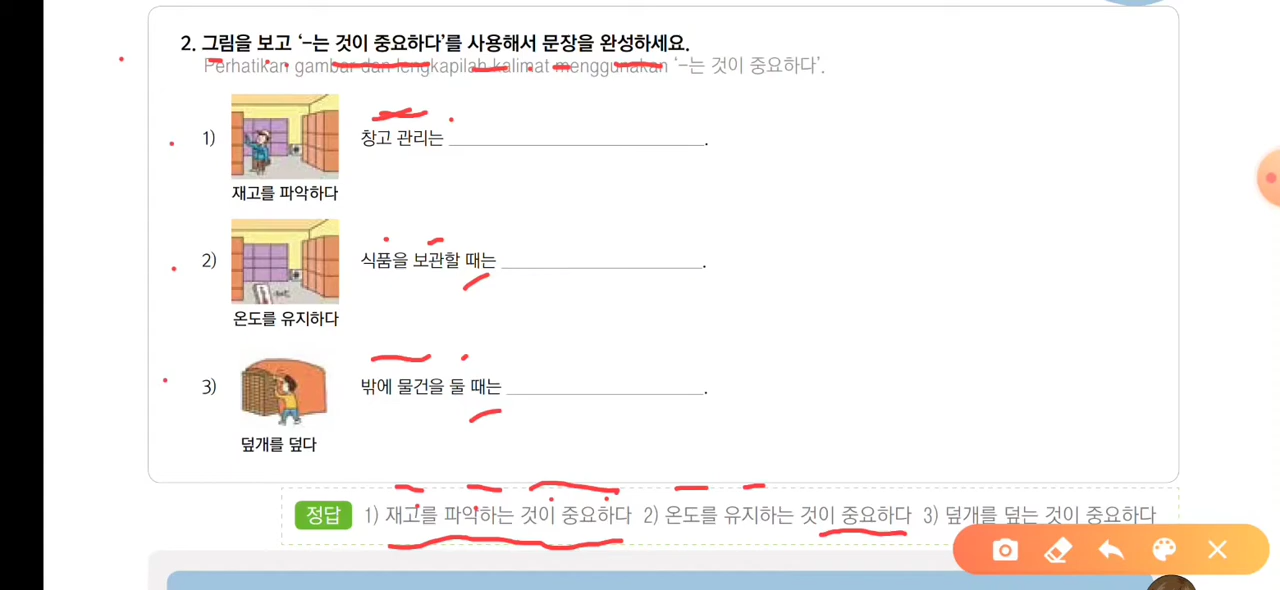 2. 그림을 보고 ‘-는 것이 중요하다’를 사용해서 문장을 완성하세요.
Perhatikan gambar dan lengkapilah kalimat menggunakan ‘-는 것이 중요하다’.
1) 창고 관리는 ______________________.
재고를 파악하다
2) 식품을 보관할 때는 ______________________.
온도를 유지하다
3) 밖에 물건을 둘 때는 ______________________.
덮개를 덮다
정답 1) 재고를 파악하는 것이 중요하다 2) 온도를 유지하는 것이 중요하다 3) 덮개를 덮는 것이 중요하다